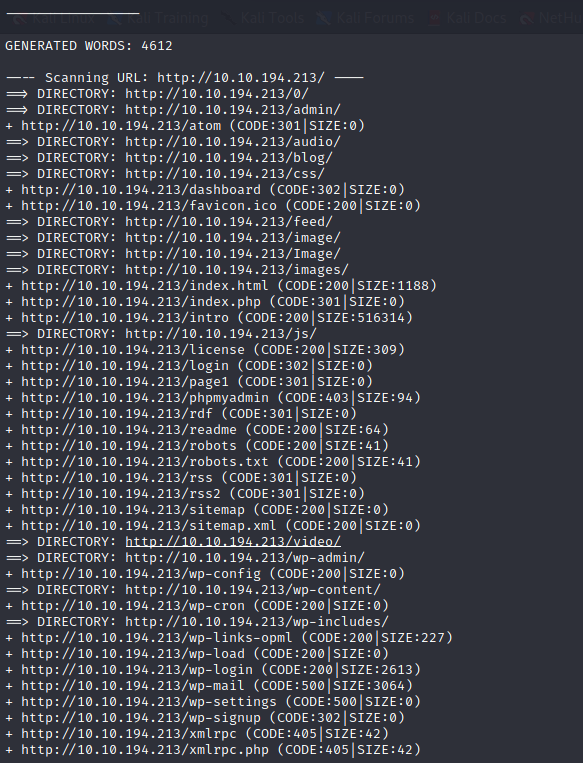 Kali Linux Kali Training Kali Tools Kali Forums Kali Docs NetHu
GENERATED WORDS: 4612
---- Scanning URL: http://10.10.194.213/ ----
==> DIRECTORY: http://10.10.194.213/0/
==> DIRECTORY: http://10.10.194.213/admin/
+ http://10.10.194.213/atom (CODE:301|SIZE:0)
==> DIRECTORY: http://10.10.194.213/audio/
==> DIRECTORY: http://10.10.194.213/blog/
==> DIRECTORY: http://10.10.194.213/css/
+ http://10.10.194.213/dashboard (CODE:302|SIZE:0)
+ http://10.10.194.213/favicon.ico (CODE:200|SIZE:0)
==> DIRECTORY: http://10.10.194.213/feed/
==> DIRECTORY: http://10.10.194.213/image/
==> DIRECTORY: http://10.10.194.213/Image/
==> DIRECTORY: http://10.10.194.213/images/
+ http://10.10.194.213/index.html (CODE:200|SIZE:1188)
+ http://10.10.194.213/index.php (CODE:301|SIZE:0)
+ http://10.10.194.213/intro (CODE:200|SIZE:516314)
==> DIRECTORY: http://10.10.194.213/js/
+ http://10.10.194.213/license (CODE:200|SIZE:309)
+ http://10.10.194.213/login (CODE:302|SIZE:0)
+ http://10.10.194.213/page1 (CODE:301|SIZE:0)
+ http://10.10.194.213/phpmyadmin (CODE:403|SIZE:94)
+ http://10.10.194.213/rdf (CODE:301|SIZE:0)
+ http://10.10.194.213/readme (CODE:200|SIZE:64)
+ http://10.10.194.213/robots (CODE:200|SIZE:41)
+ http://10.10.194.213/robots.txt (CODE:200|SIZE:41)
+ http://10.10.194.213/rss (CODE:301|SIZE:0)
+ http://10.10.194.213/rss2 (CODE:301|SIZE:0)
+ http://10.10.194.213/sitemap (CODE:200|SIZE:0)
+ http://10.10.194.213/sitemap.xml (CODE:200|SIZE:0)
==> DIRECTORY: http://10.10.194.213/video/
==> DIRECTORY: http://10.10.194.213/wp-admin/
+ http://10.10.194.213/wp-config (CODE:200|SIZE:0)
==> DIRECTORY: http://10.10.194.213/wp-content/
+ http://10.10.194.213/wp-cron (CODE:200|SIZE:0)
==> DIRECTORY: http://10.10.194.213/wp-includes/
+ http://10.10.194.213/wp-links-opml (CODE:200|SIZE:227)
+ http://10.10.194.213/wp-load (CODE:200|SIZE:0)
+ http://10.10.194.213/wp-login (CODE:200|SIZE:2613)
+ http://10.10.194.213/wp-mail (CODE:500|SIZE:3064)
+ http://10.10.194.213/wp-settings (CODE:500|SIZE:0)
+ http://10.10.194.213/wp-signup (CODE:302|SIZE:0)
+ http://10.10.194.213/xmlrpc (CODE:405|SIZE:42)
+ http://10.10.194.213/xmlrpc.php (CODE:405|SIZE:42)